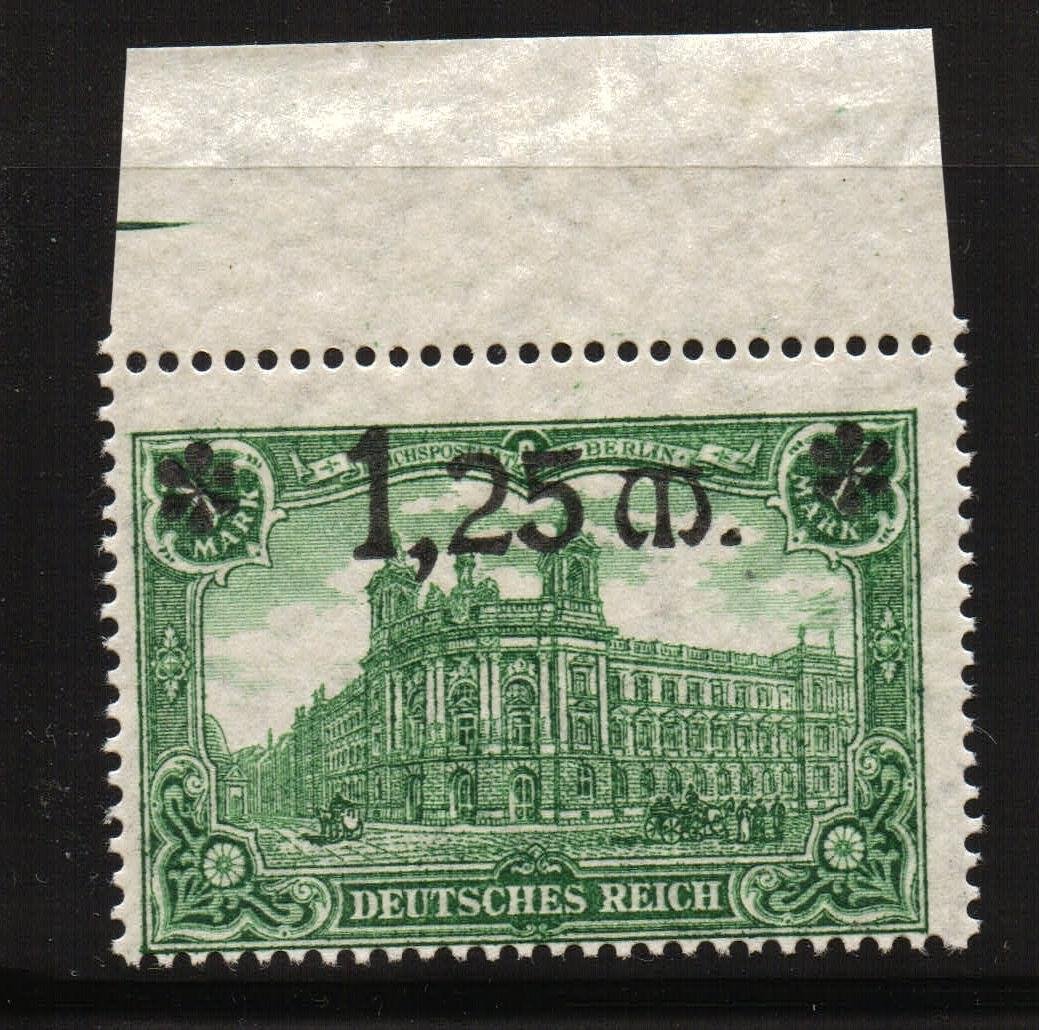 BERLIN
1,25 M.
MARK MARK
DEUTSCHES REICH